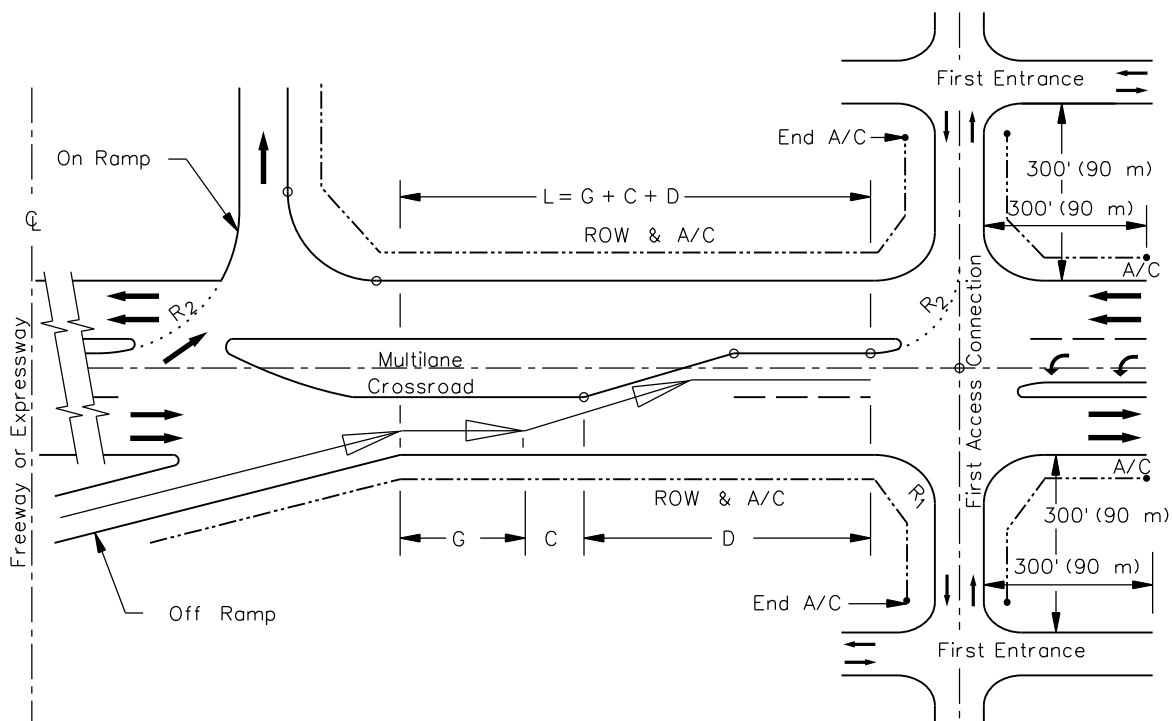 First Entrance
End A/C
On Ramp
300' (90 m)
L = G + C + D
300' (90 m)
℄
ROW & A/C
A/C
R2
R2
Multilane
Crossroad
First Access Connection
Freeway or Expressway
A/C
ROW & A/C
R1
300' (90 m)
G
C
D
300' (90 m)
End A/C
Off Ramp
First Entrance